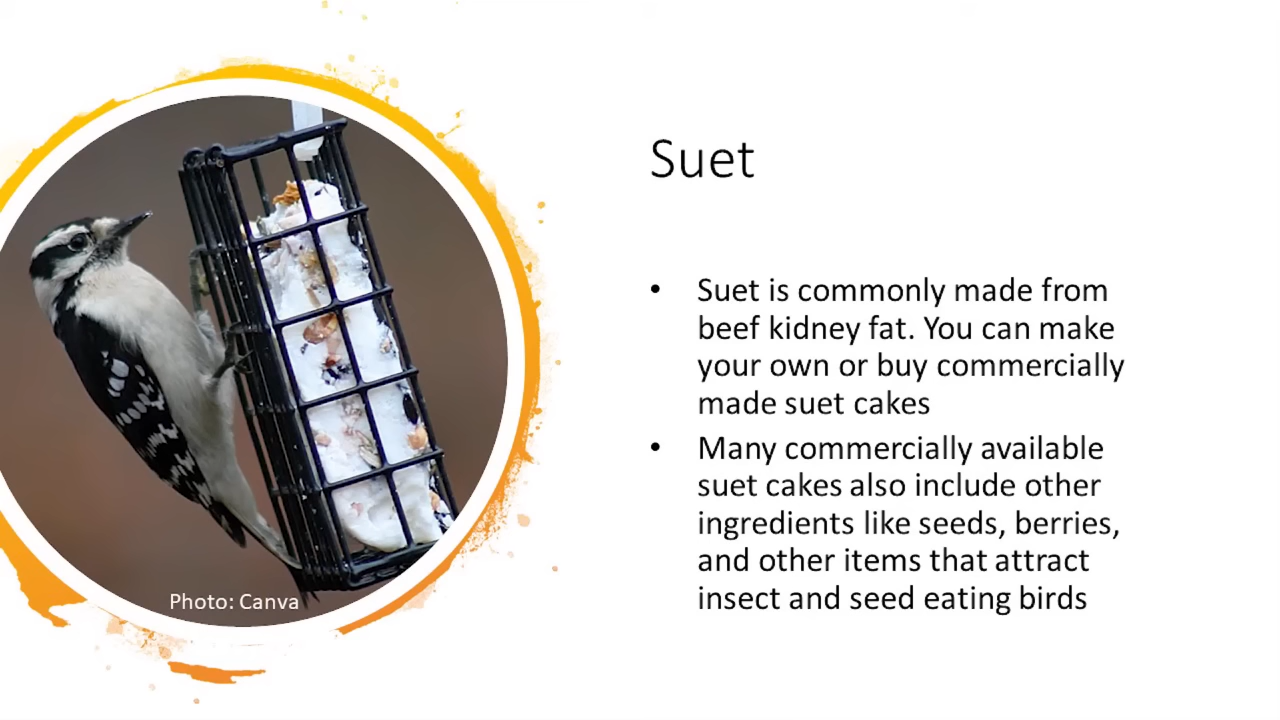 Suet
• Suet is commonly made from
beef kidney fat. You can make
your own or buy commercially
made suet cakes
• Many commercially available
suet cakes also include other
ingredients like seeds, berries,
and other items that attract
insect and seed eating birds
Photo: Canva